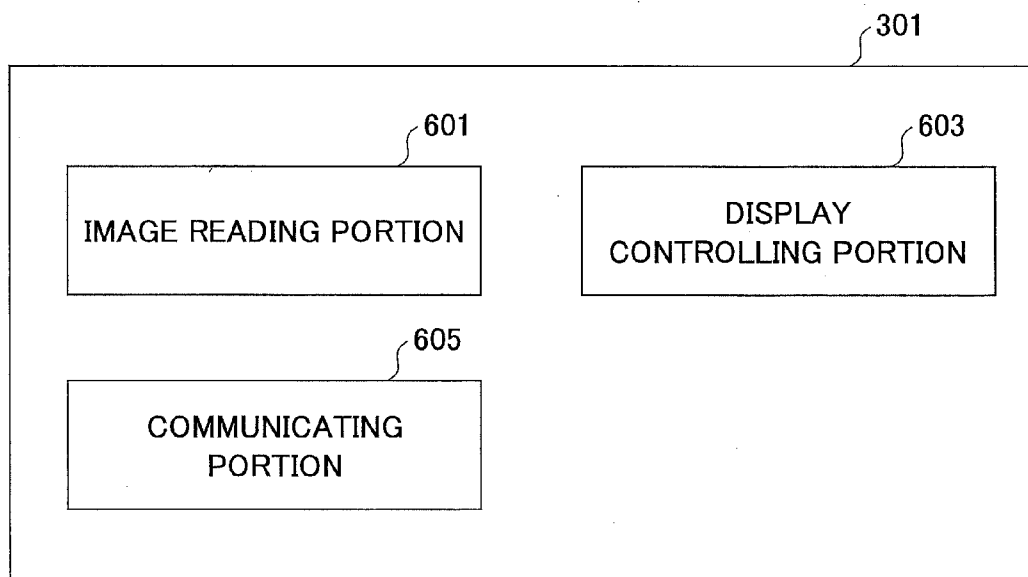 301
601
603
IMAGE READING PORTION
DISPLAY
CONTROLLING PORTION
605
COMMUNICATING
PORTION